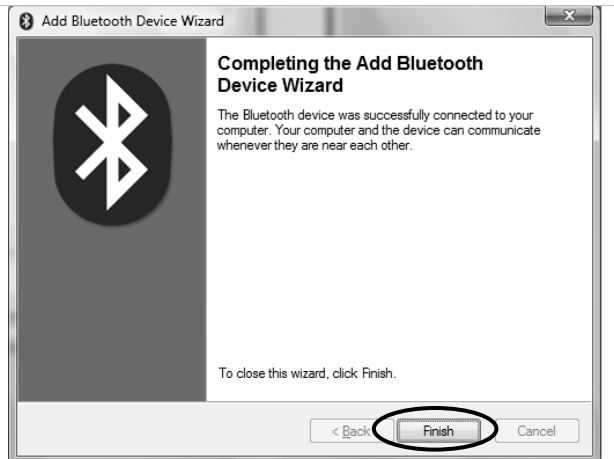 Add Bluetooth Device Wizard
X
Completing the Add Bluetooth
Device Wizard
The Bluetooth device was successfully connected to your
computer. Your computer and the device can communicate
whenever they are near each other.
To close this wizard, click Finish.
< Back Finish Cancel